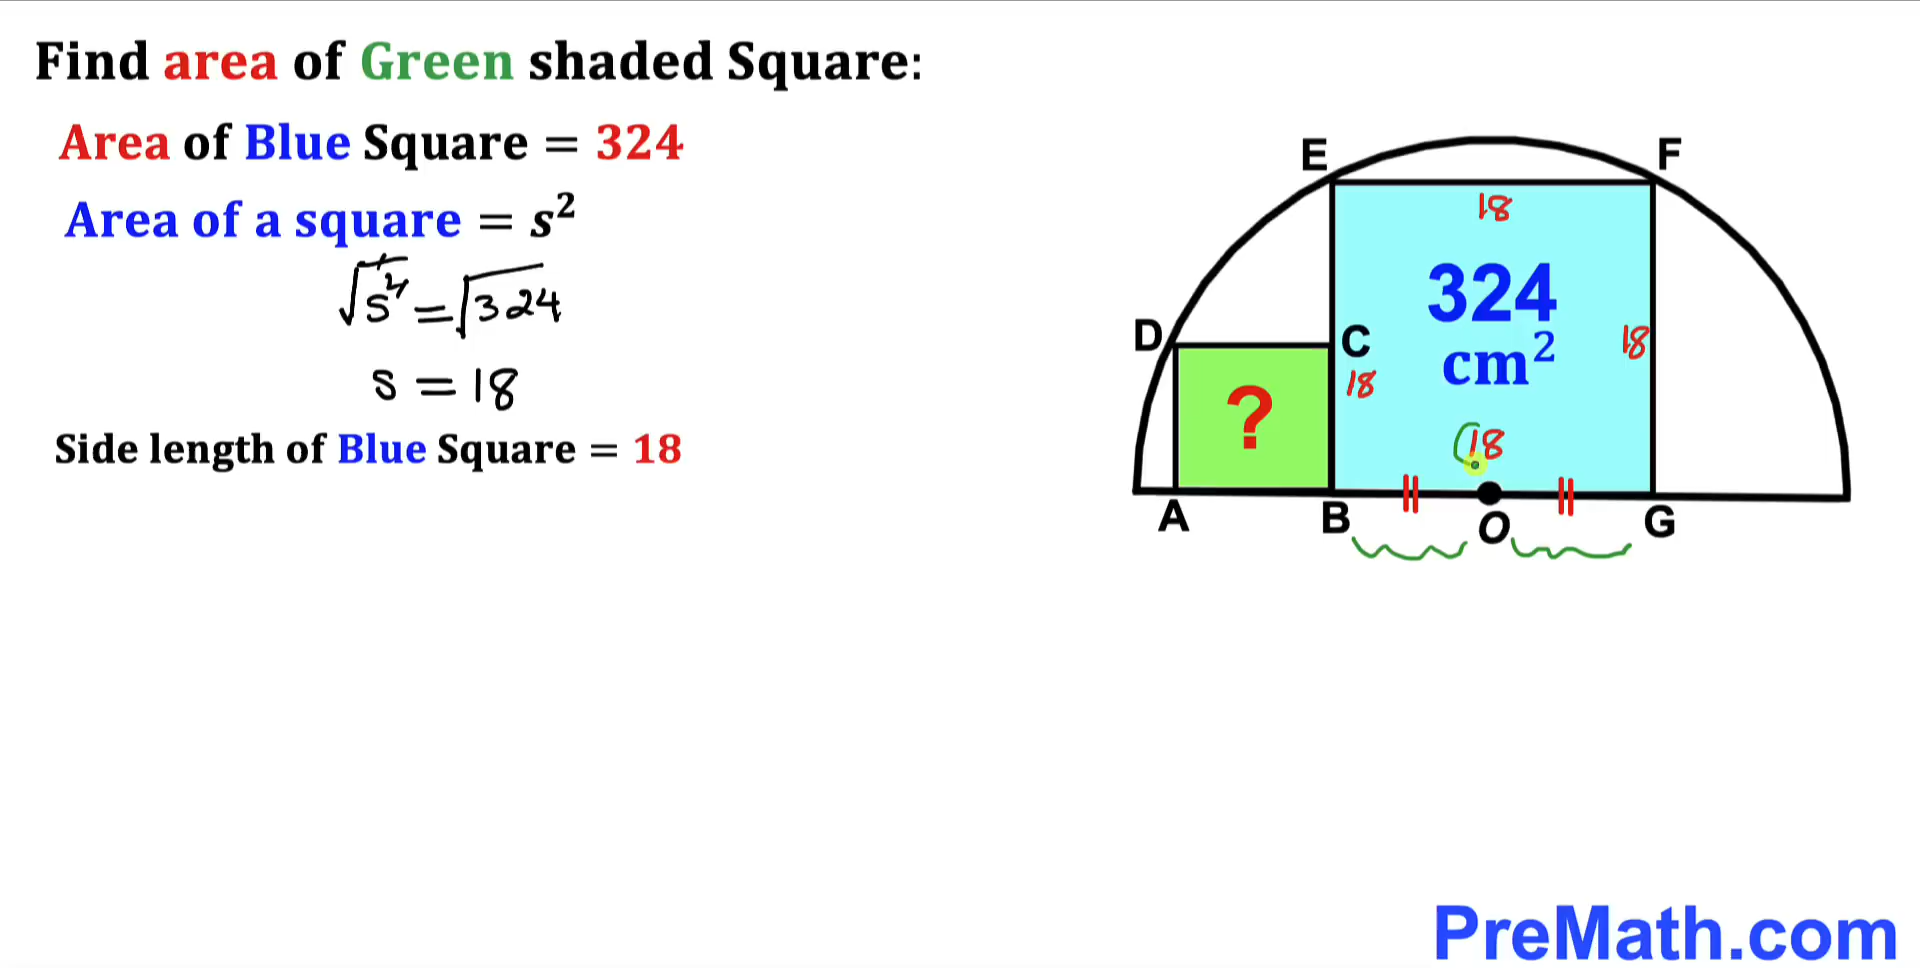 Find area of Green shaded Square:
Area of Blue Square = 324
Area of a square = s²
√s² = √324
s = 18
Side length of Blue Square = 18
E
F
18
324
D
C
cm²
18
18
?
18
A
B
O
G
PreMath.com